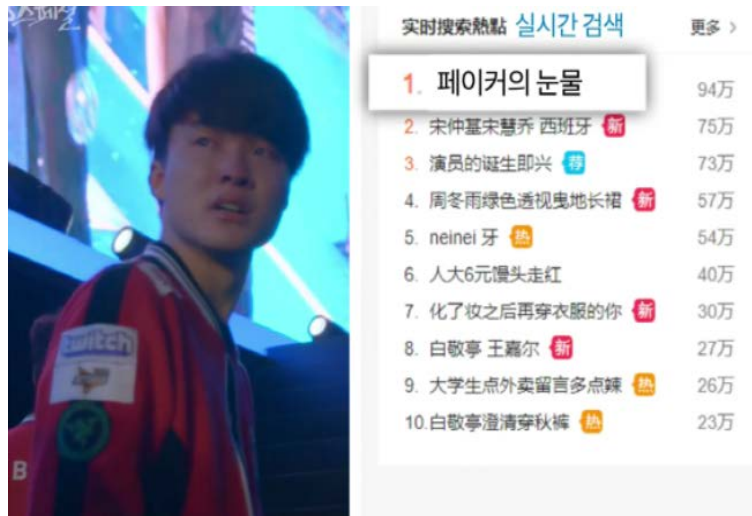 스페셜
twitch
B
实时搜索熱點 실시간 검색 更多 >
1. 페이커의 눈물 94万
2. 宋仲基宋慧乔 西班牙 新 75万
3. 演员的诞生即兴 荐 73万
4. 周冬雨绿色透视曳地长裙 新 57万
5. neinei 牙 热 54万
6. 人大6元馒头走红 40万
7. 化了妆之后再穿衣服的你 新 30万
8. 白敬亭 王嘉尔 新 27万
9. 大学生点外卖留言多点辣 热 26万
10.白敬亭澄清穿秋裤 热 23万